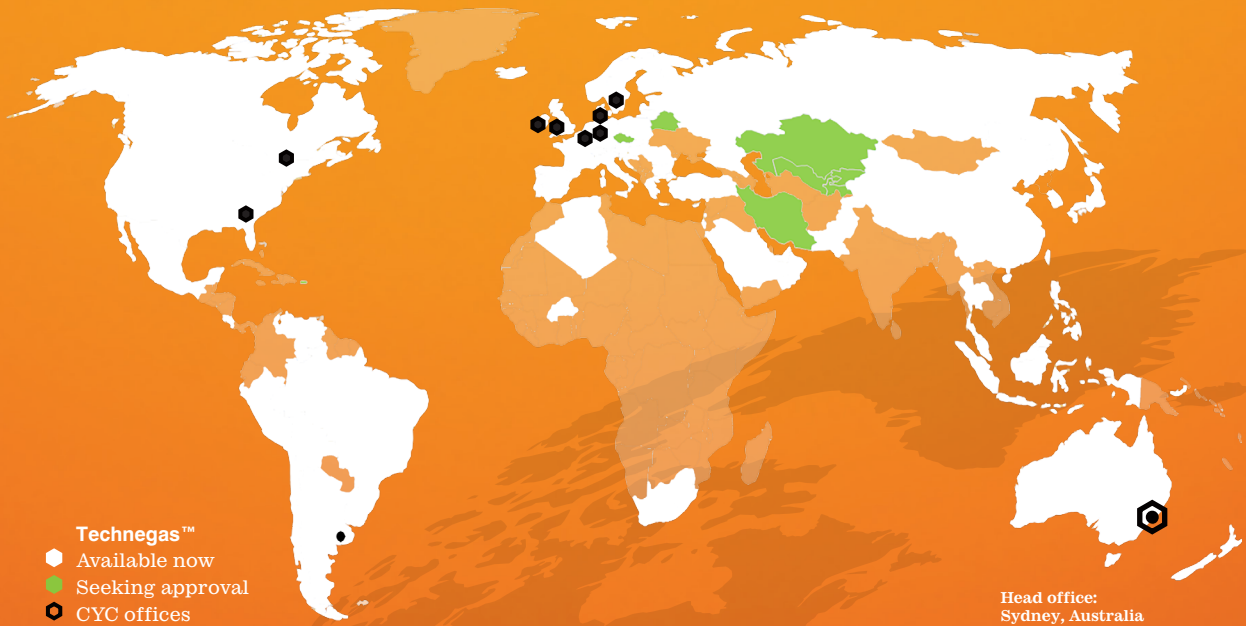 Technegas™
Available now
Seeking approval
CYC offices
Head office:
Sydney, Australia